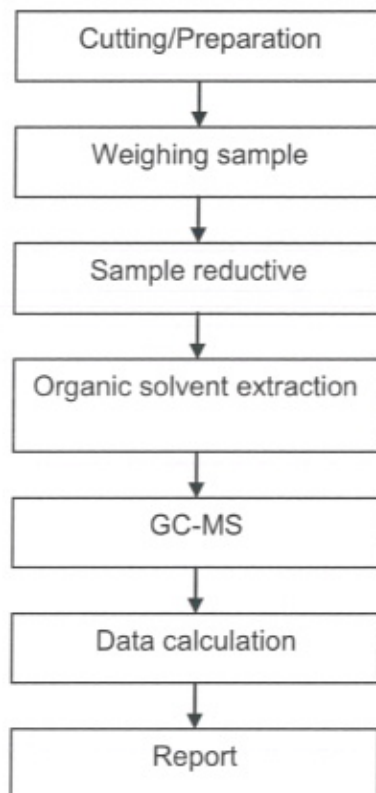 Cutting/Preparation
Weighing sample
Sample reductive
Organic solvent extraction
GC-MS
Data calculation
Report